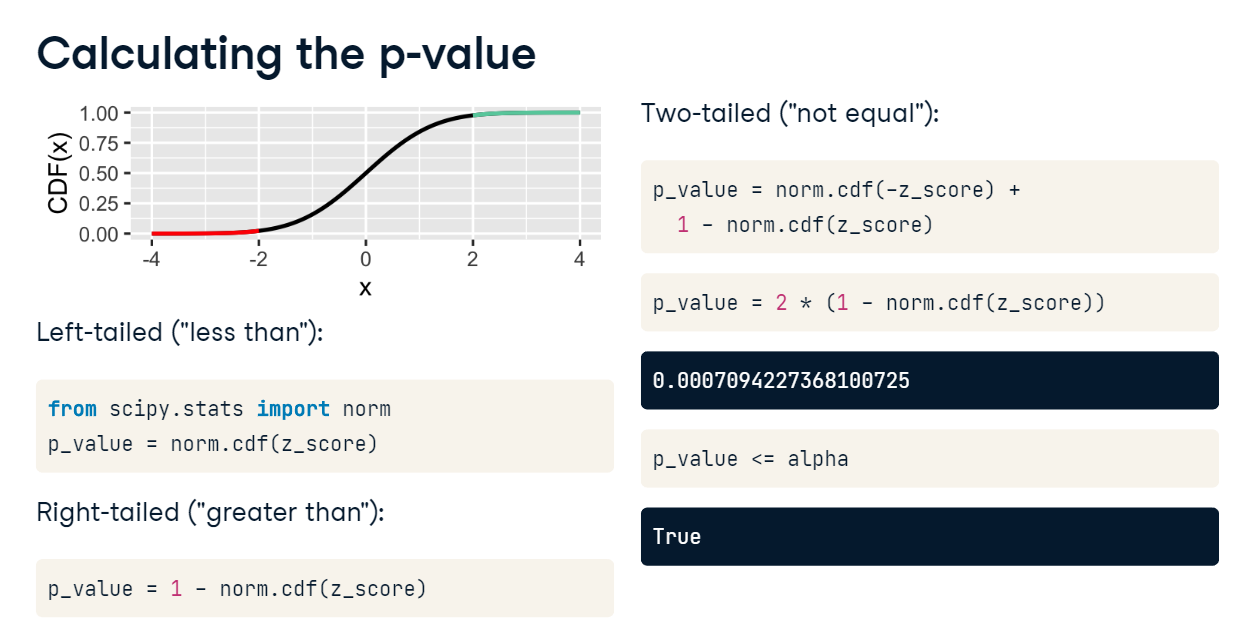 Calculating the p-value
1.00
0.75
0.50
0.25
0.00
CDF(x)
-4 -2 0 2 4
x
Left-tailed ("less than"):
from scipy.stats import norm
p_value = norm.cdf(z_score)
Right-tailed ("greater than"):
p_value = 1 - norm.cdf(z_score)
Two-tailed ("not equal"):
p_value = norm.cdf(-z_score) +
  1 - norm.cdf(z_score)
p_value = 2 * (1 - norm.cdf(z_score))
0.0007094227368100725
p_value <= alpha
True